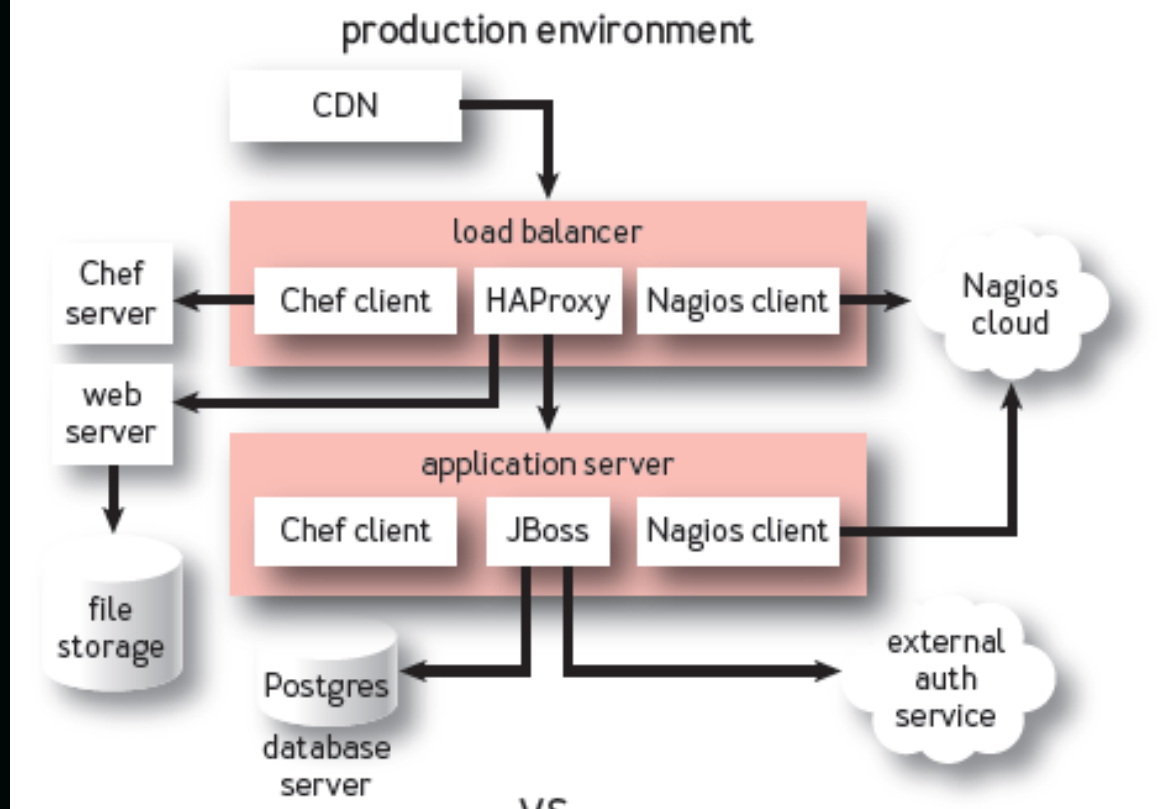 production environment
CDN
load balancer
Chef
server
Chef client
HAProxy
Nagios client
Nagios
cloud
web
server
application server
Chef client
JBoss
Nagios client
file
storage
Postgres
database
server
external
auth
service
vs